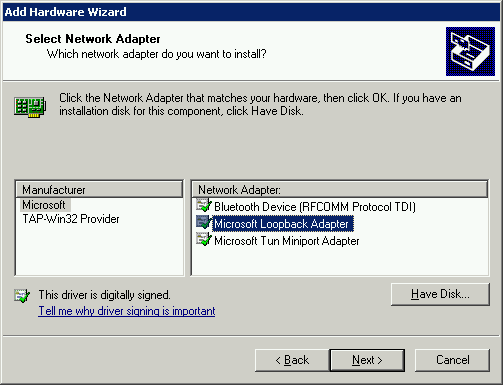 Add Hardware Wizard
Select Network Adapter
Which network adapter do you want to install?
Click the Network Adapter that matches your hardware, then click OK. If you have an
installation disk for this component, click Have Disk.
Manufacturer
Microsoft
TAP-Win32 Provider
Network Adapter:
Bluetooth Device (RFCOMM Protocol TDI)
Microsoft Loopback Adapter
Microsoft Tun Miniport Adapter
This driver is digitally signed.
Tell me why driver signing is important
Have Disk...
< Back
Next >
Cancel